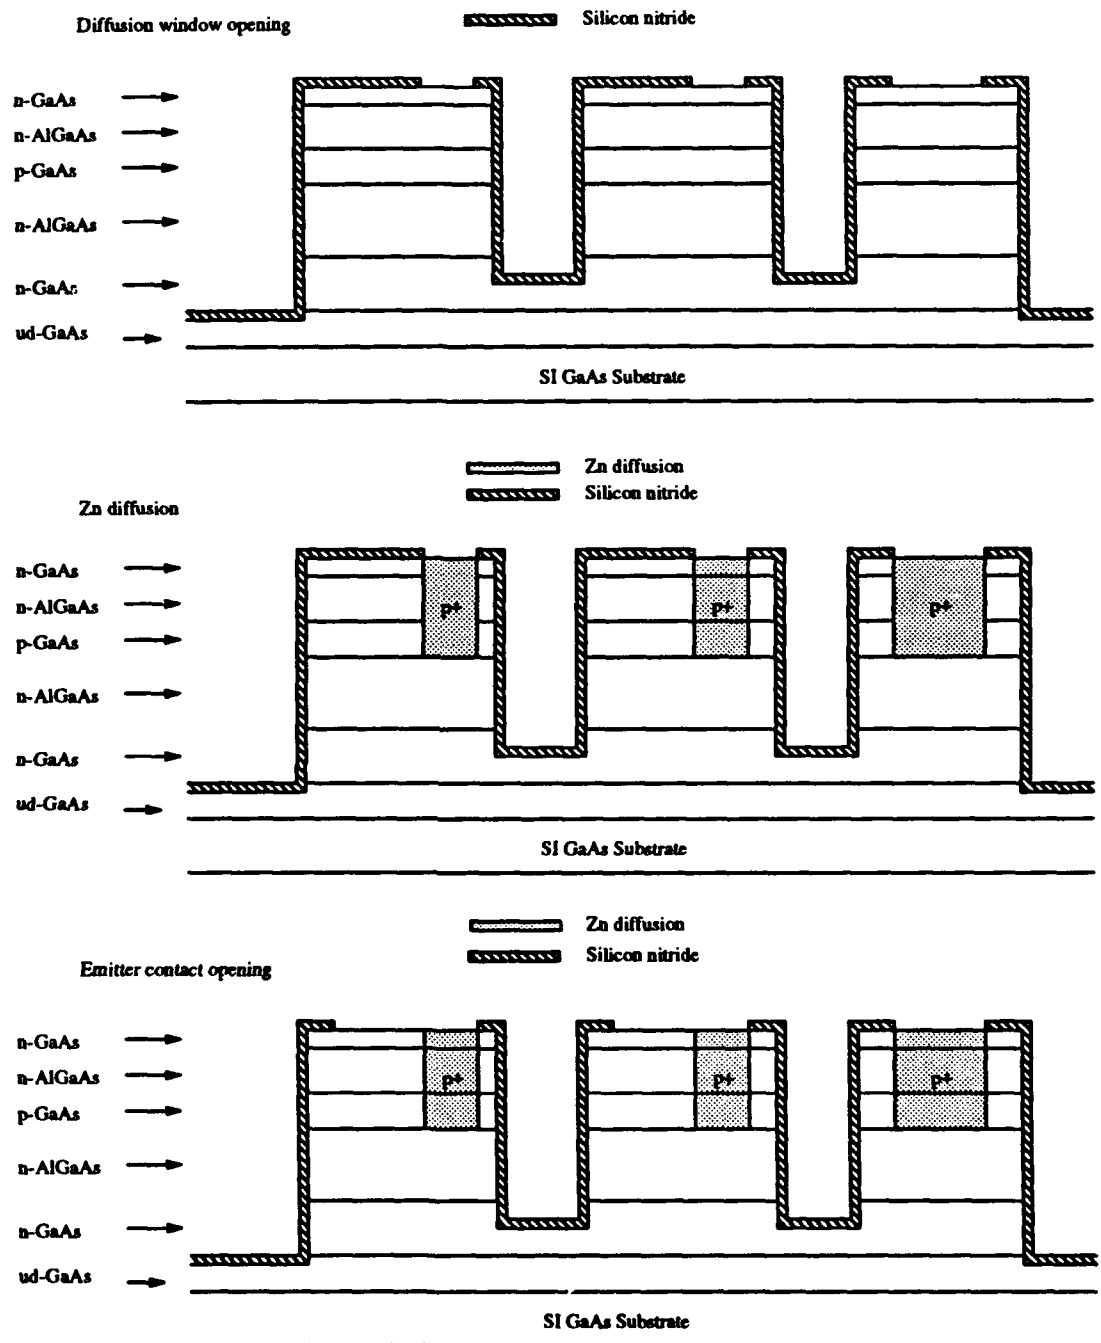 Diffusion window opening
Silicon nitride
n-GaAs
n-AlGaAs
p-GaAs
n-AlGaAs
n-GaAs
ud-GaAs
SI GaAs Substrate
Zn diffusion
Silicon nitride
Zn diffusion
n-GaAs
n-AlGaAs
p+ p+ p+
p-GaAs
n-AlGaAs
n-GaAs
ud-GaAs
SI GaAs Substrate
Zn diffusion
Silicon nitride
Emitter contact opening
n-GaAs
n-AlGaAs
p+ p+ p+
p-GaAs
n-AlGaAs
n-GaAs
ud-GaAs
SI GaAs Substrate